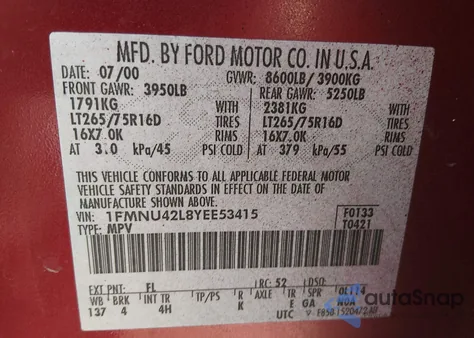 MFD. BY FORD MOTOR CO. IN U.S.A.
DATE: 07/00 GVWR: 8600LB/ 3900KG
FRONT GAWR: 3950LB REAR GAWR: 5250LB
1791KG WITH 2381KG WITH
LT265/75R16D TIRES LT265/75R16D TIRES
16X7.0K RIMS 16X7.0K RIMS
AT 3.0 kPa/45 PSI COLD AT 379 kPa/55 PSI COLD
THIS VEHICLE CONFORMS TO ALL APPLICABLE FEDERAL MOTOR
VEHICLE SAFETY STANDARDS IN EFFECT ON THE DATE OF
MANUFACTURE SHOWN ABOVE.
VIN: 1FMNU42L8YEE53415 F0133
TYPE: MPV T0421
EXT PNT: FL RC: 52 DSO:
WB BRK INT TR TP/PS R AXLE TR SPR
137 4 4H K E GA
UTC
autoSnap